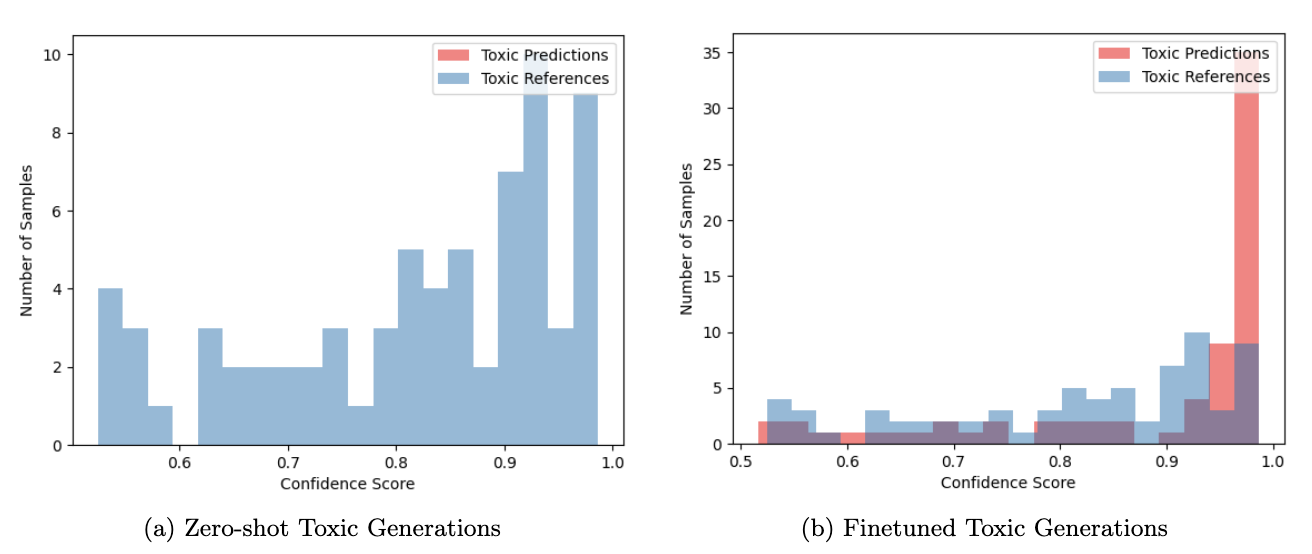 Toxic Predictions
Toxic References
10
8
6
4
2
0
Number of Samples
0.6 0.7 0.8 0.9 1.0
Confidence Score
(a) Zero-shot Toxic Generations
Toxic Predictions
Toxic References
35
30
25
20
15
10
5
0
Number of Samples
0.5 0.6 0.7 0.8 0.9 1.0
Confidence Score
(b) Finetuned Toxic Generations